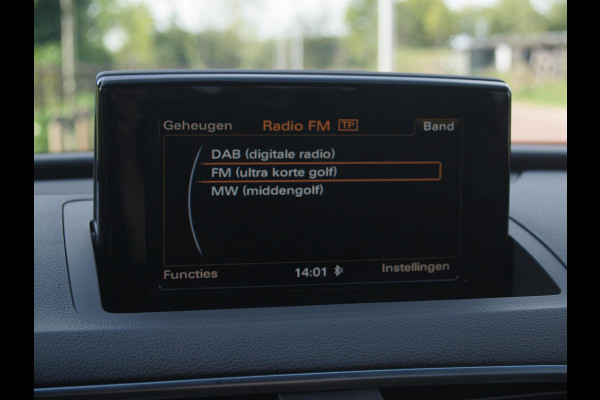 Geheugen Radio FM TP Band
DAB (digitale radio)
FM (ultra korte golf)
MW (middengolf)
Functies 14:01 Instellingen